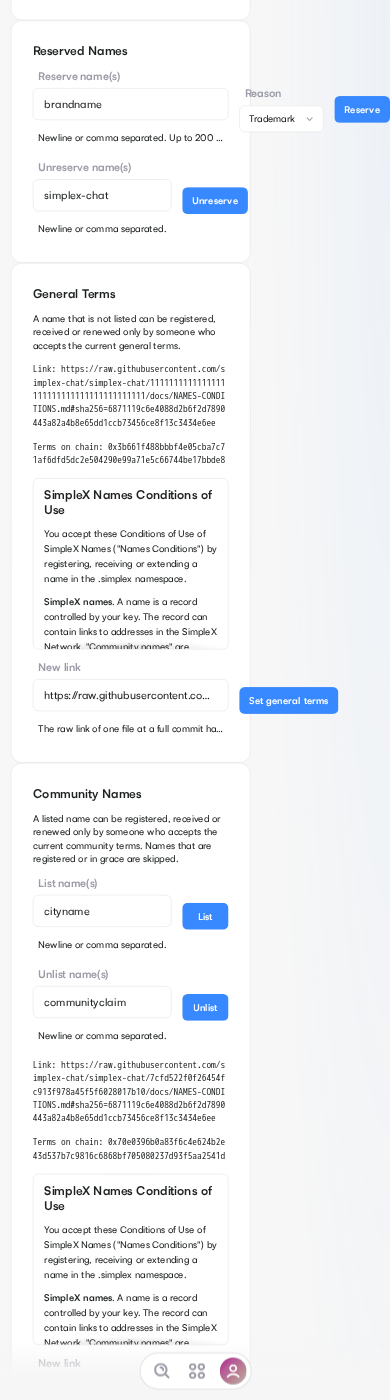 Reserved Names
Reserve name(s)
Reason
brandname
Trademark
Reserve
Newline or comma separated. Up to 200 ...
Unreserve name(s)
simplex-chat
Unreserve
Newline or comma separated.
General Terms
A name that is not listed can be registered,
received or renewed only by someone who
accepts the current general terms.
Link: https://raw.githubusercontent.com/s
implex-chat/simplex-chat/1111111111111111
111111111111111111111111/docs/NAMES-CONDI
TIONS.md#sha256=6871119c6e4088d2b6f2d7890
443a82a4b8e65dd1ccb73456ce8f13c3434e6ee
Terms on chain: 0x3b661f488bbbf4e05cba7c7
1af6dfd5dc2e504290e99a71e5c66744be17bbde8
SimpleX Names Conditions of
Use
You accept these Conditions of Use of
SimpleX Names ("Names Conditions") by
registering, receiving or extending a
name in the .simplex namespace.
SimpleX names. A name is a record
controlled by your key. The record can
contain links to addresses in the SimpleX
Network. "Community names" are
New link
https://raw.githubusercontent.co...
Set general terms
The raw link of one file at a full commit ha...
Community Names
A listed name can be registered, received or
renewed only by someone who accepts the
current community terms. Names that are
registered or in grace are skipped.
List name(s)
cityname
List
Newline or comma separated.
Unlist name(s)
communityclaim
Unlist
Newline or comma separated.
Link: https://raw.githubusercontent.com/s
implex-chat/simplex-chat/7cfd522f0f26454f
c913f978a45f5f6028017b10/docs/NAMES-CONDI
TIONS.md#sha256=6871119c6e4088d2b6f2d7890
443a82a4b8e65dd1ccb73456ce8f13c3434e6ee
Terms on chain: 0x70e0396b0a83f6c4e624b2e
43d537b7c9816c6868bf705080237d93f5aa2541d
SimpleX Names Conditions of
Use
You accept these Conditions of Use of
SimpleX Names ("Names Conditions") by
registering, receiving or extending a
name in the .simplex namespace.
SimpleX names. A name is a record
controlled by your key. The record can
contain links to addresses in the SimpleX
Network. "Community names" are
New link